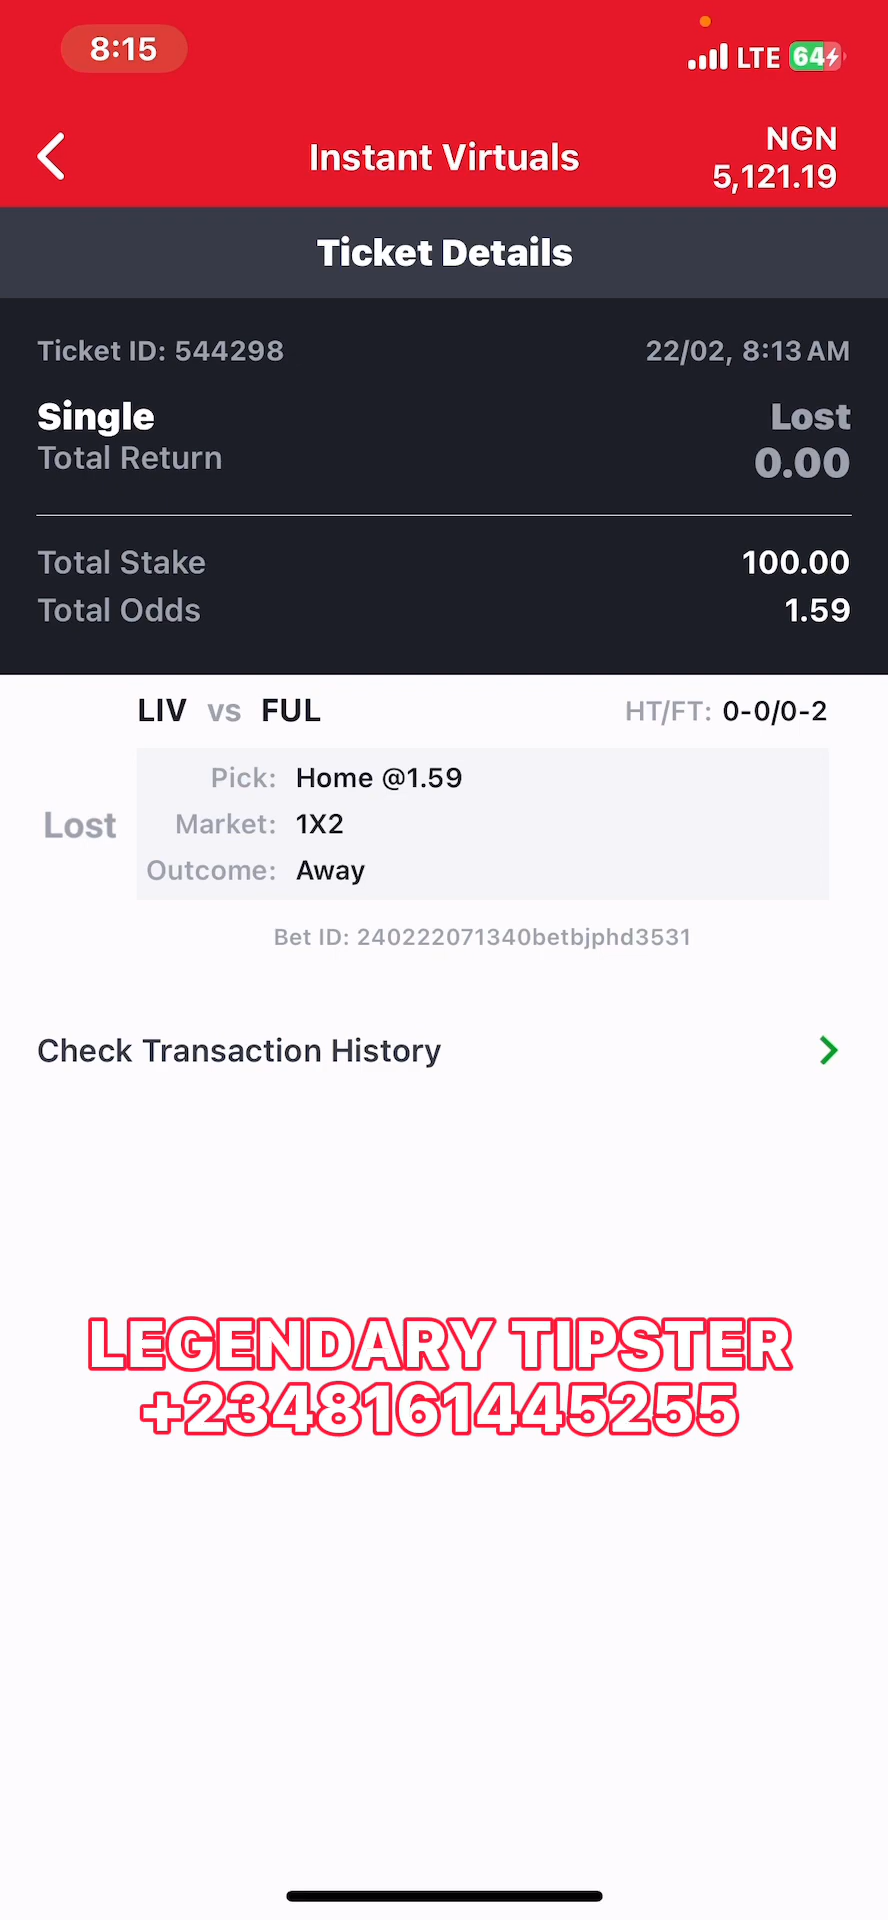 8:15
LTE 64
Instant Virtuals
NGN
5,121.19
Ticket Details
Ticket ID: 544298 22/02, 8:13 AM
Single Lost
Total Return 0.00
Total Stake 100.00
Total Odds 1.59
LIV vs FUL HT/FT: 0-0/0-2
Pick: Home @1.59
Lost Market: 1X2
Outcome: Away
Bet ID: 240222071340betbjphd3531
Check Transaction History
LEGENDARY TIPSTER
+2348161445255